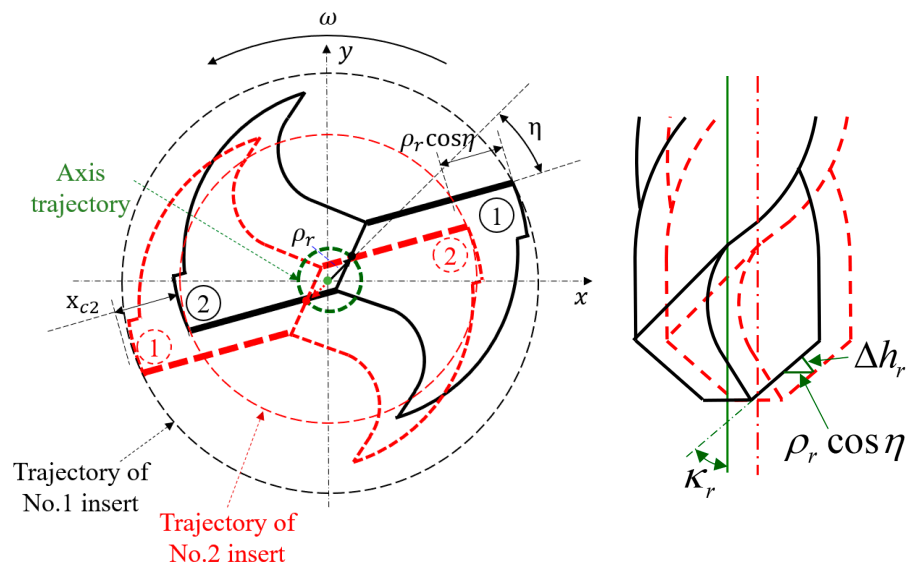 ω
y
ρr cosη
η
Axis
trajectory
ρr
1
2
xc2
2
x
1
Trajectory of
No.1 insert
Trajectory of
No.2 insert
Δhr
ρr cosη
κr